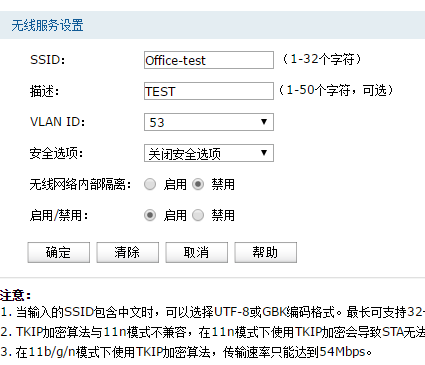 无线服务设置
SSID: Office-test （1-32个字符）
描述: TEST （1-50个字符，可选）
VLAN ID: 53
安全选项: 关闭安全选项
无线网络内部隔离: 启用 禁用
启用/禁用: 启用 禁用
确定 清除 取消 帮助
注意：
1. 当输入的SSID包含中文时，可以选择UTF-8或GBK编码格式。最长可支持32
2. TKIP加密算法与11n模式不兼容，在11n模式下使用TKIP加密会导致STA无法
3. 在11b/g/n模式下使用TKIP加密算法，传输速率只能达到54Mbps。